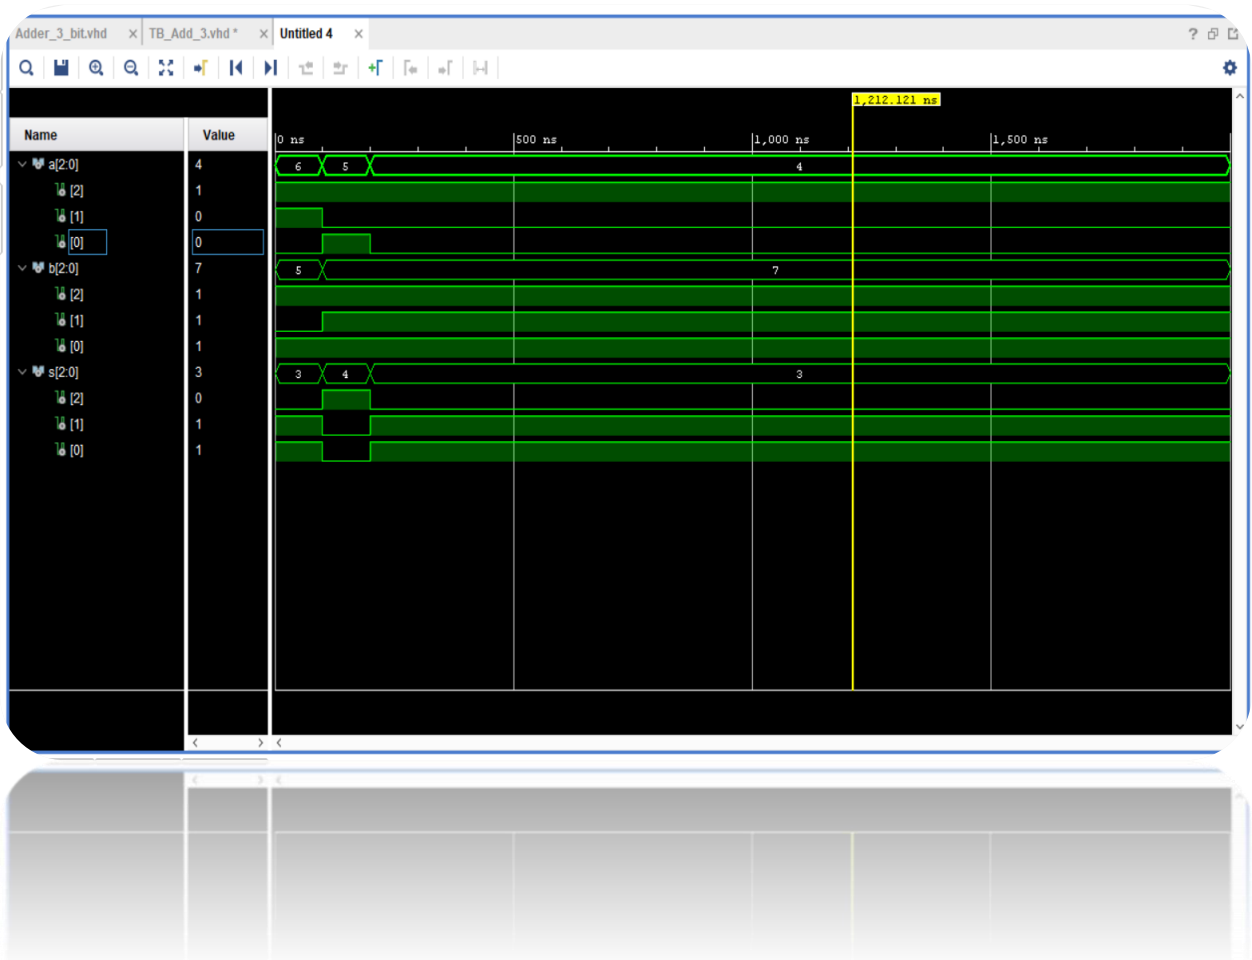 Adder_3_bit.vhd × TB_Add_3.vhd * × Untitled 4 ×
1,212.121 ns
Name Value
0 ns 500 ns 1,000 ns 1,500 ns
a[2:0] 4 6 5 4
[2] 1
[1] 0
[0] 0
b[2:0] 7 5 7
[2] 1
[1] 1
[0] 1
s[2:0] 3 3 4 3
[2] 0
[1] 1
[0] 1